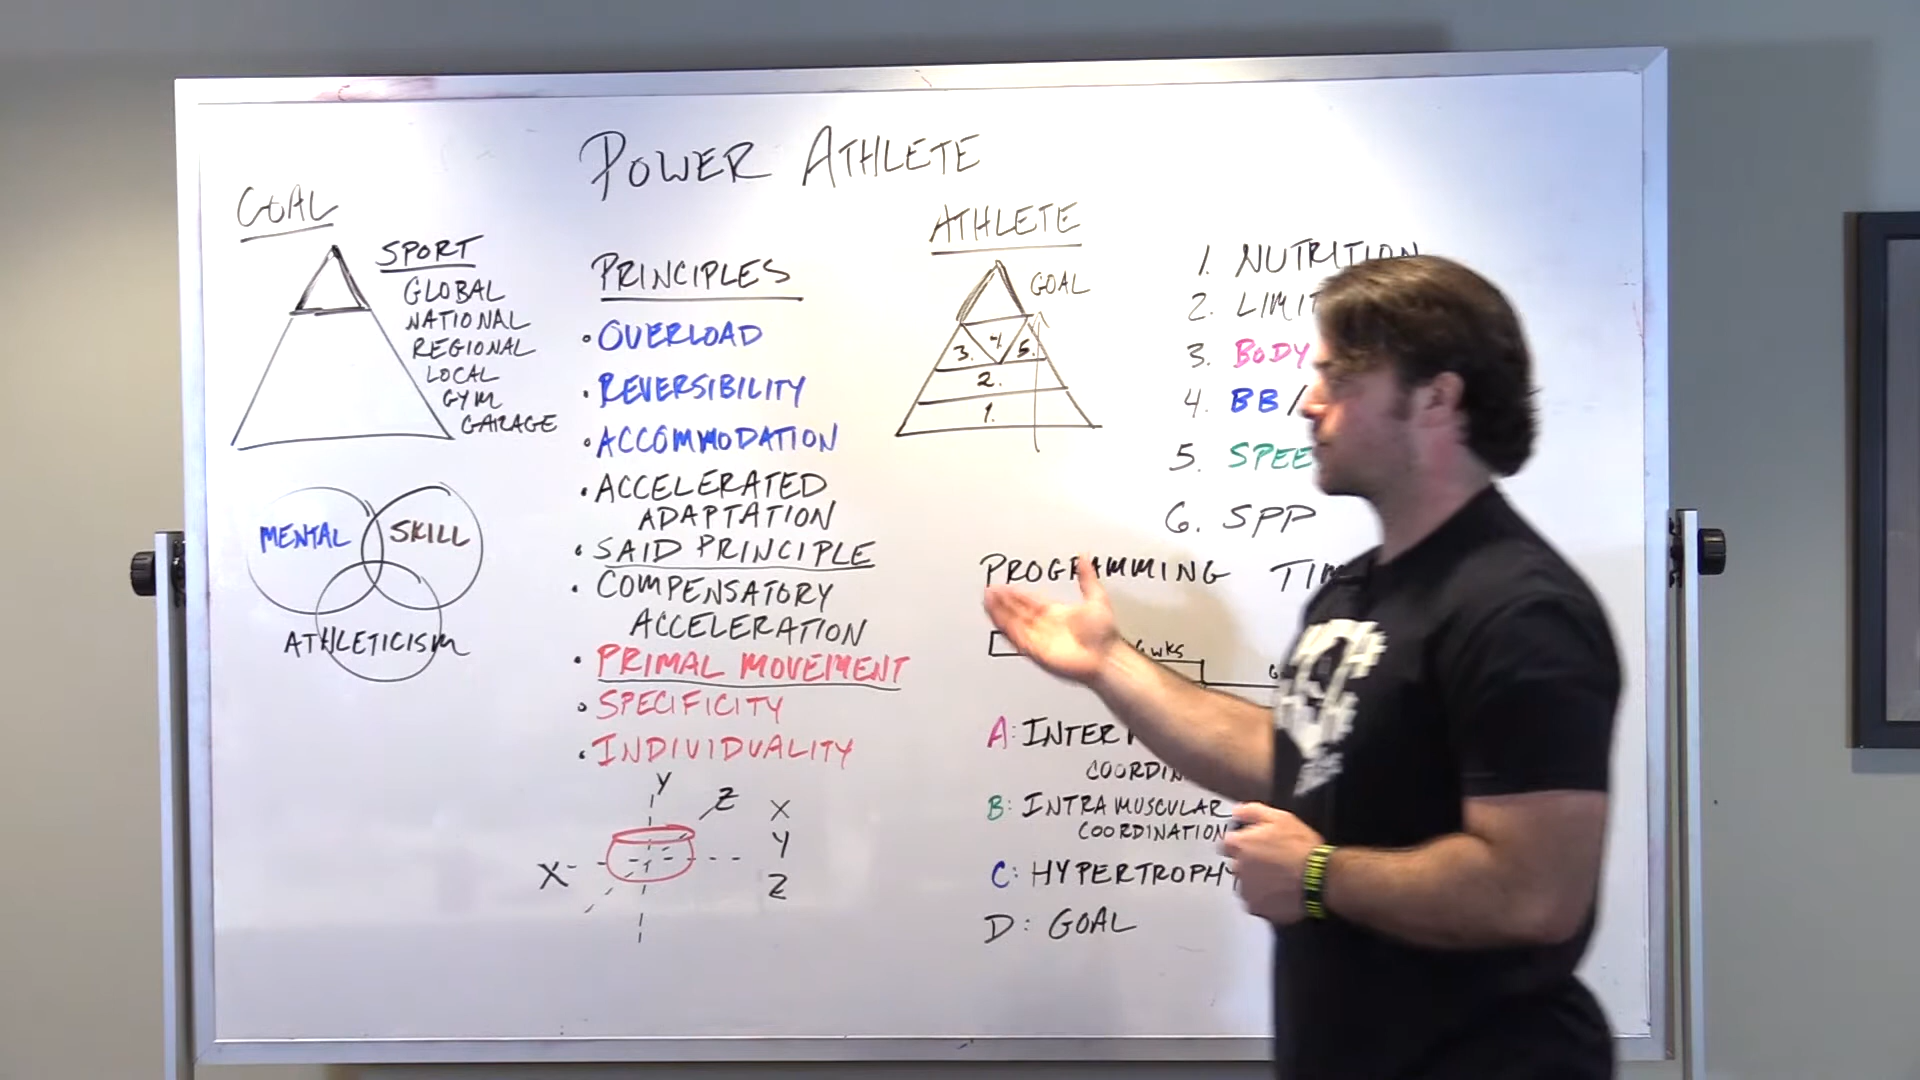 POWER ATHLETE
GOAL
SPORT
GLOBAL
NATIONAL
REGIONAL
LOCAL
GYM
GARAGE
MENTAL
SKILL
ATHLETICISM
PRINCIPLES
• OVERLOAD
• REVERSIBILITY
• ACCOMMODATION
• ACCELERATED
ADAPTATION
• SAID PRINCIPLE
• COMPENSATORY
ACCELERATION
• PRIMAL MOVEMENT
• SPECIFICITY
• INDIVIDUALITY
Y
Z
X
X
Y
Z
ATHLETE
GOAL
3. 4. 5.
2.
1.
1. NUTRITION
2.
3. BODY
4. BB/
5.
6. SPP
PROGRAMMING
6 WKS
A: INTER
B: INTRAMUSCULAR
COORDINATION
C: HYPERTROPHY
D: GOAL